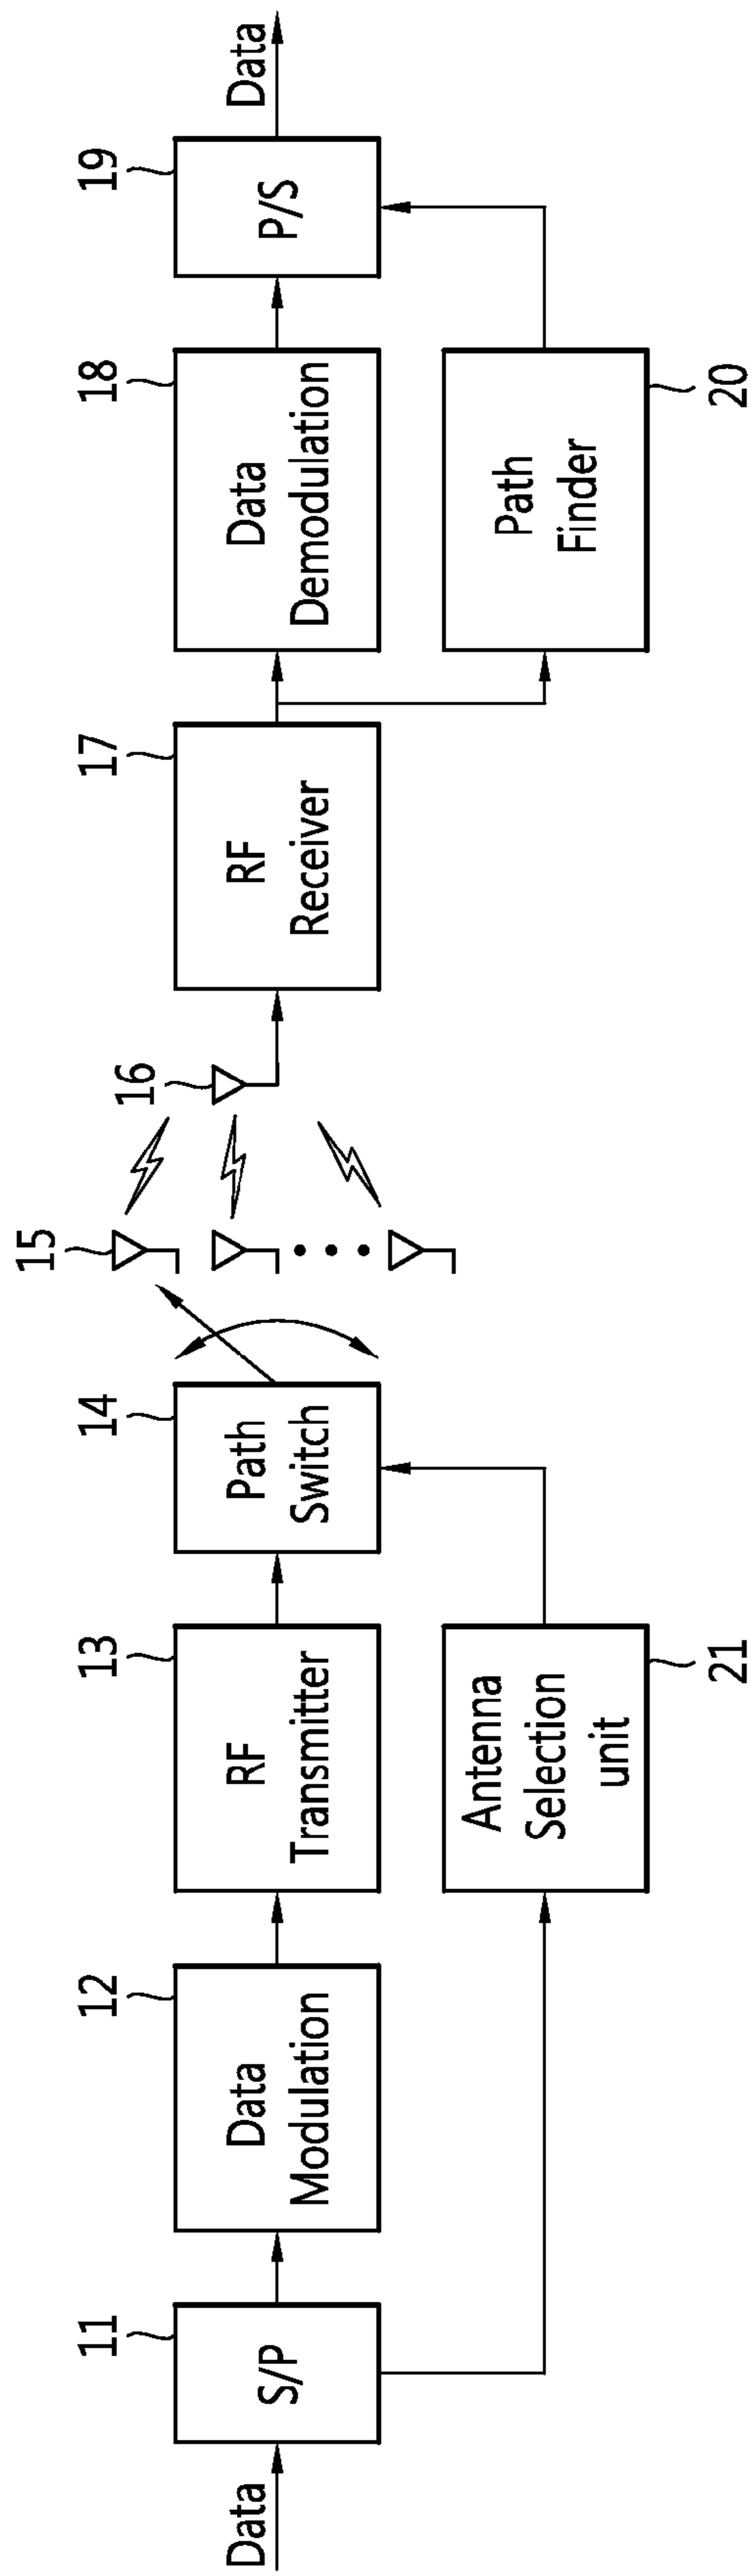 Data
11
S/P
12
Data
Modulation
13
RF
Transmitter
14
Path
Switch
15
16
17
RF
Receiver
18
Data
Demodulation
19
P/S
Data
21
Antenna
Selection
unit
20
Path
Finder